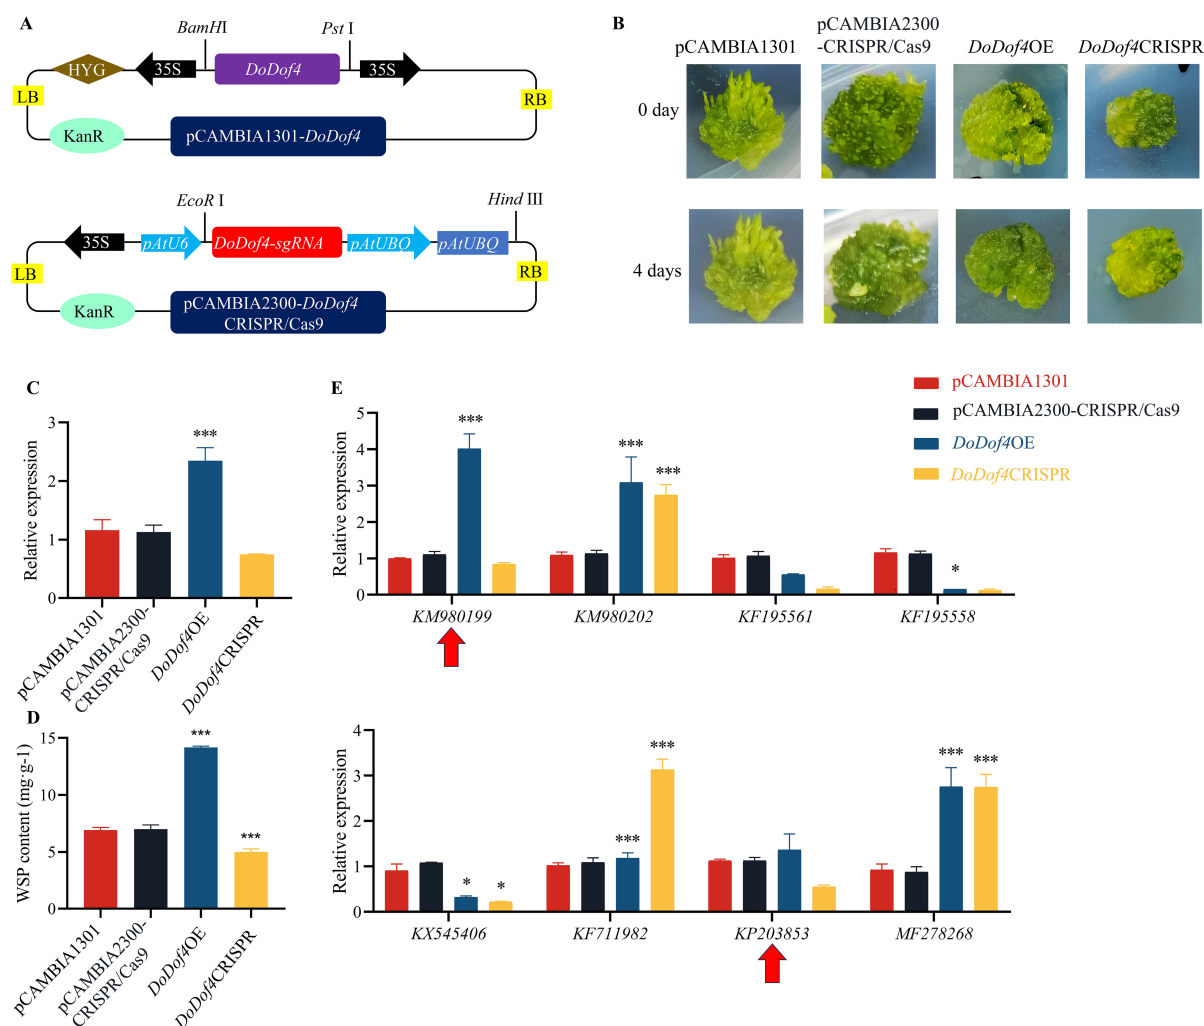 A
BamHI
Pst I
HYG
35S
DoDof4
35S
LB
RB
KanR
pCAMBIA1301-DoDof4
EcoR I
Hind III
35S
pAtU6
DoDof4-sgRNA
pAtUBQ
pAtUBQ
LB
RB
KanR
pCAMBIA2300-DoDof4
CRISPR/Cas9
B
pCAMBIA1301
pCAMBIA2300
-CRISPR/Cas9
DoDof4OE
DoDof4CRISPR
0 day
4 days
C
Relative expression
3
2
1
0
***
pCAMBIA1301
pCAMBIA2300-
CRISPR/Cas9
DoDof4OE
DoDof4CRISPR
D
WSP content (mg·g-1)
15
10
5
0
***
***
pCAMBIA1301
pCAMBIA2300-
CRISPR/Cas9
DoDof4OE
DoDof4CRISPR
E
pCAMBIA1301
pCAMBIA2300-CRISPR/Cas9
DoDof4OE
DoDof4CRISPR
Relative expression
5
4
3
2
1
0
***
***
***
*
KM980199
KM980202
KF195561
KF195558
Relative expression
4
3
2
1
0
*
*
***
***
***
***
KX545406
KF711982
KP203853
MF278268